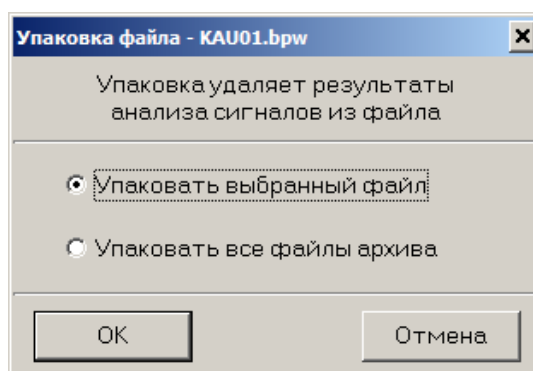 Упаковка файла - KAU01.bpw
Упаковка удаляет результаты
анализа сигналов из файла
Упаковать выбранный файл
Упаковать все файлы архива
OK
Отмена